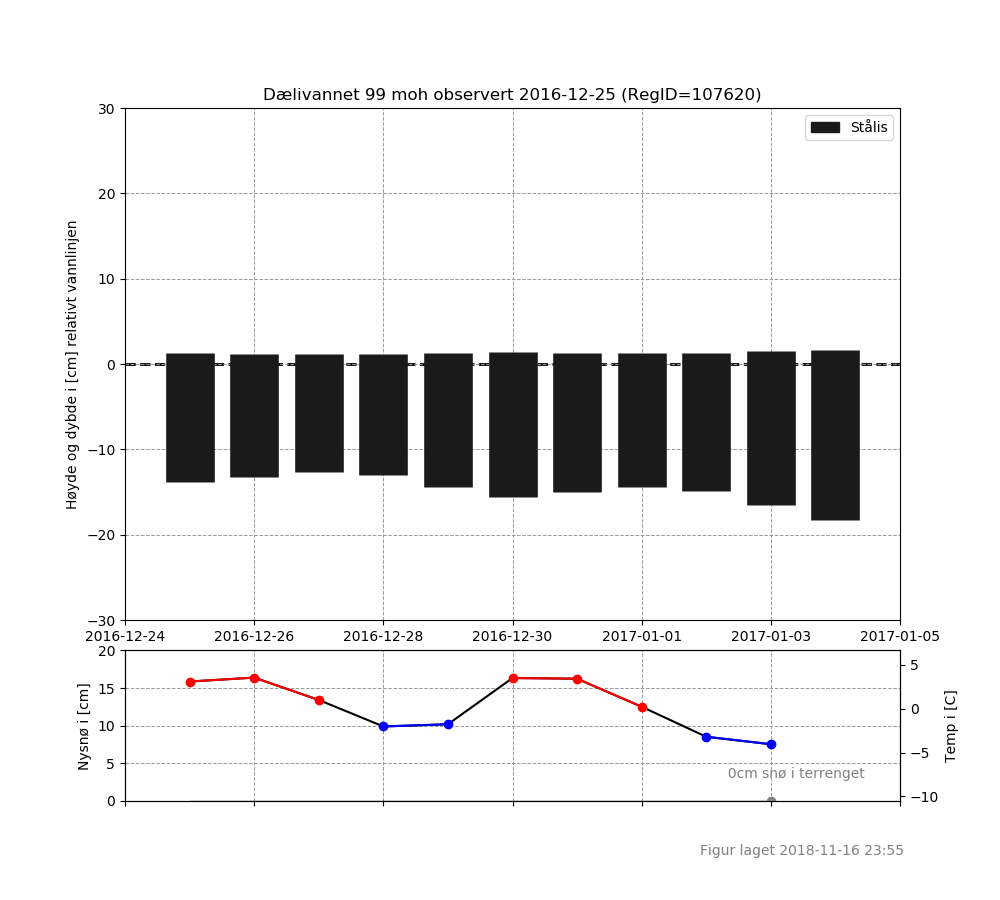 Dælivannet 99 moh observert 2016-12-25 (RegID=107620)
Stålis
Høyde og dybde i [cm] relativt vannlinjen
30
20
10
0
−10
−20
−30
2016-12-24 2016-12-26 2016-12-28 2016-12-30 2017-01-01 2017-01-03 2017-01-05
Nysnø i [cm]
20
15
10
5
0
5
0
−5
−10
Temp i [C]
0cm snø i terrenget
Figur laget 2018-11-16 23:55